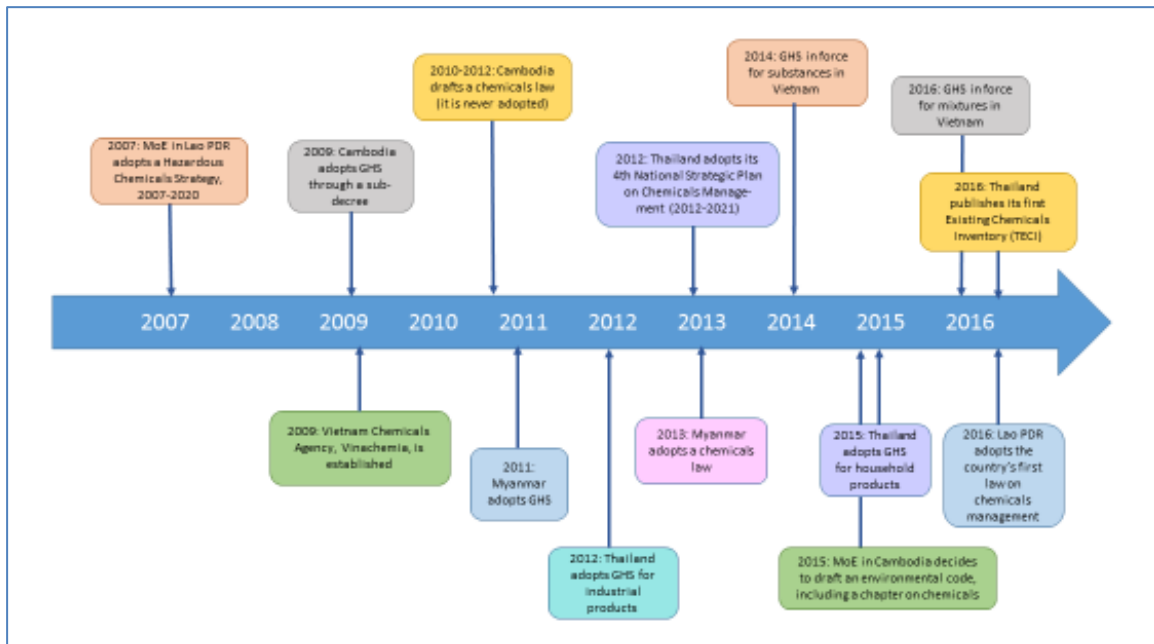 2010-2012: Cambodia
drafts a chemicals law
(it is never adopted)
2014: GHS in force
for substances in
Vietnam
2016: GHS in force
for mixtures in
Vietnam
2007: MoE in Lao PDR
adopts a Hazardous
Chemicals Strategy,
2007-2020
2009: Cambodia
adopts GHS
through a sub-
decree
2012: Thailand adopts its
4th National Strategic Plan
on Chemicals Manage-
ment (2012-2021)
2016: Thailand
publishes its first
Existing Chemicals
Inventory (TECI)
2007 2008 2009 2010 2011 2012 2013 2014 2015 2016
2009: Vietnam Chemicals
Agency, Vinachemia, is
established
2011:
Myanmar
adopts GHS
2013: Myanmar
adopts a chemicals
law
2015: Thailand
adopts GHS
for household
products
2016: Lao PDR
adopts the
country's first
law on
chemicals
management
2012: Thailand
adopts GHS for
industrial
products
2015: MoE in Cambodia decides
to draft an environmental code,
including a chapter on chemicals